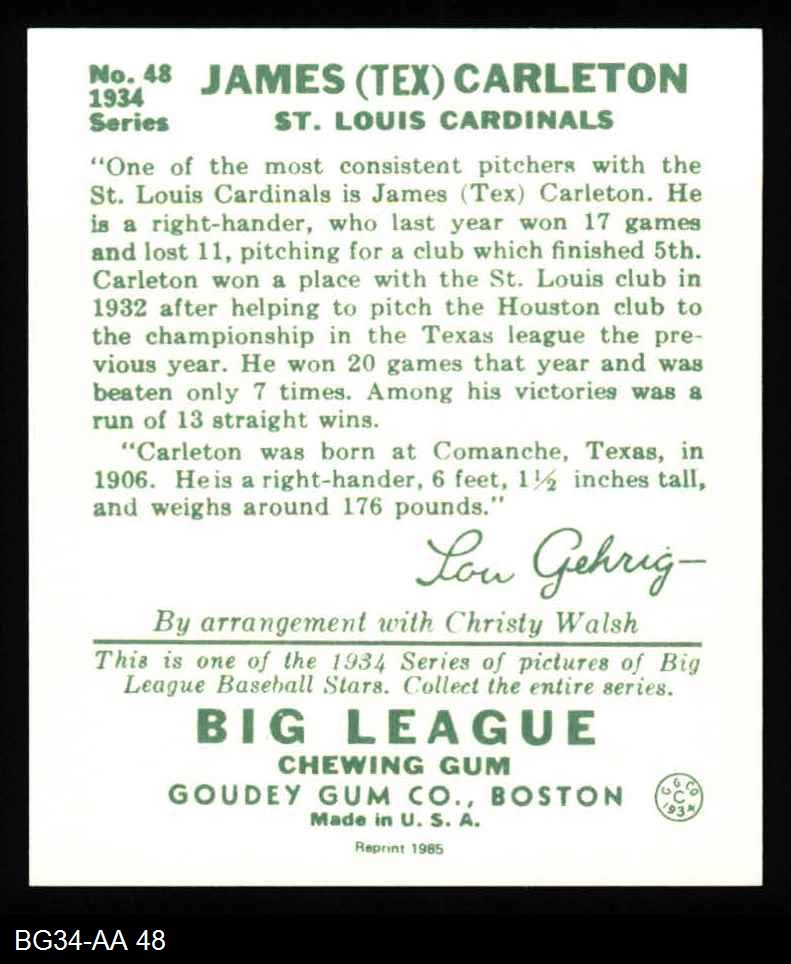 No. 48
1934
Series
JAMES (TEX) CARLETON
ST. LOUIS CARDINALS
"One of the most consistent pitchers with the
St. Louis Cardinals is James (Tex) Carleton. He
is a right-hander, who last year won 17 games
and lost 11, pitching for a club which finished 5th.
Carleton won a place with the St. Louis club in
1932 after helping to pitch the Houston club to
the championship in the Texas league the pre-
vious year. He won 20 games that year and was
beaten only 7 times. Among his victories was a
run of 13 straight wins.
"Carleton was born at Comanche, Texas, in
1906. He is a right-hander, 6 feet, 1½ inches tall,
and weighs around 176 pounds."
Lou Gehrig—
By arrangement with Christy Walsh
This is one of the 1934 Series of pictures of Big
League Baseball Stars. Collect the entire series.
BIG LEAGUE
CHEWING GUM
GOUDEY GUM CO., BOSTON
Made in U. S. A.
G G CO
C
1934
Reprint 1985
BG34-AA 48